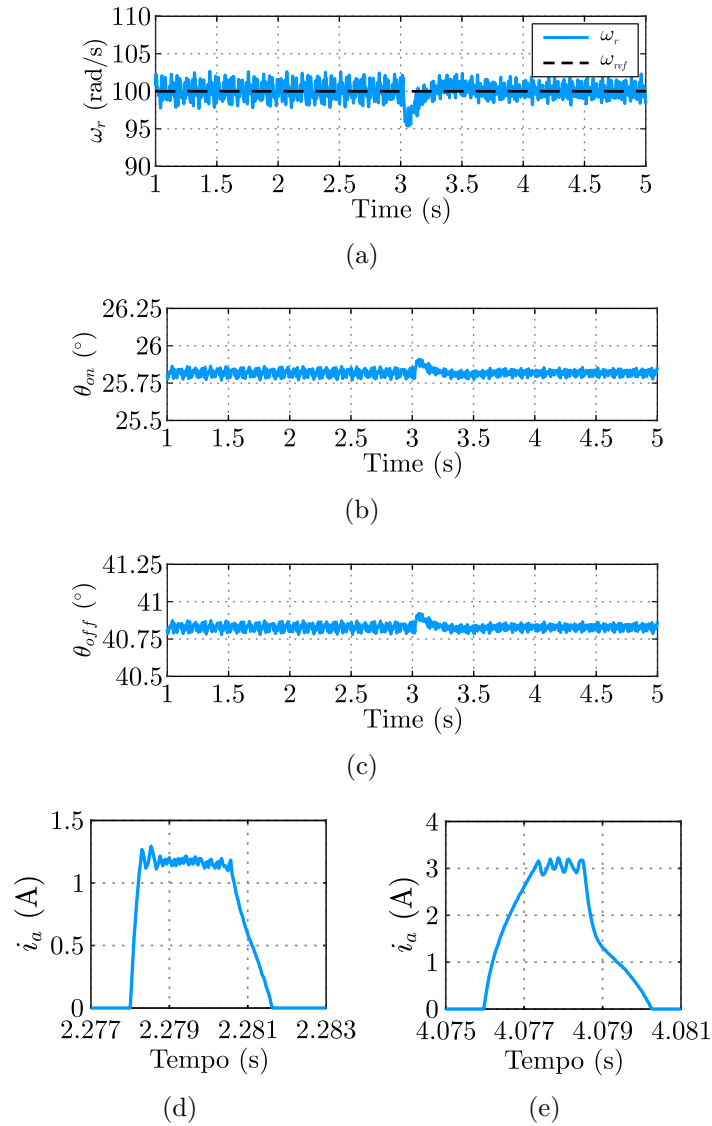 110
105
100
95
90
ω_r (rad/s)
ω_r
ω_ref
1 1.5 2 2.5 3 3.5 4 4.5 5
Time (s)
(a)
26.25
26
25.75
25.5
θ_on (°)
1 1.5 2 2.5 3 3.5 4 4.5 5
Time (s)
(b)
41.25
41
40.75
40.5
θ_off (°)
1 1.5 2 2.5 3 3.5 4 4.5 5
Time (s)
(c)
1.5
1
0.5
0
i_a (A)
2.277 2.279 2.281 2.283
Tempo (s)
(d)
4
3
2
1
0
i_a (A)
4.075 4.077 4.079 4.081
Tempo (s)
(e)